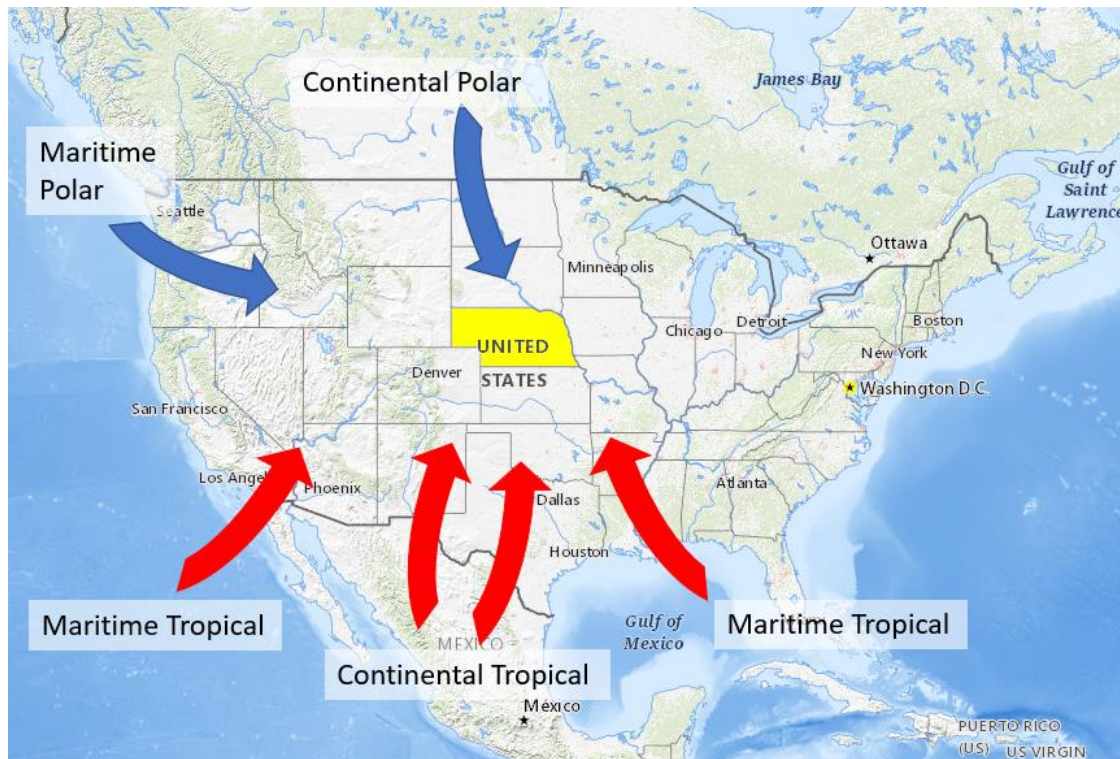 Continental Polar
James Bay
Maritime
Polar
Gulf of
Saint
Lawrence
Seattle
Ottawa
Minneapolis
Boston
Chicago
Detroit
UNITED
New York
Denver
STATES
Washington D.C.
San Francisco
Los Angel
Phoenix
Atlanta
Dallas
Houston
Maritime Tropical
Gulf of
Mexico
Maritime Tropical
MEXICO
Continental Tropical
México
PUERTO RICO
(US)
US VIRGIN